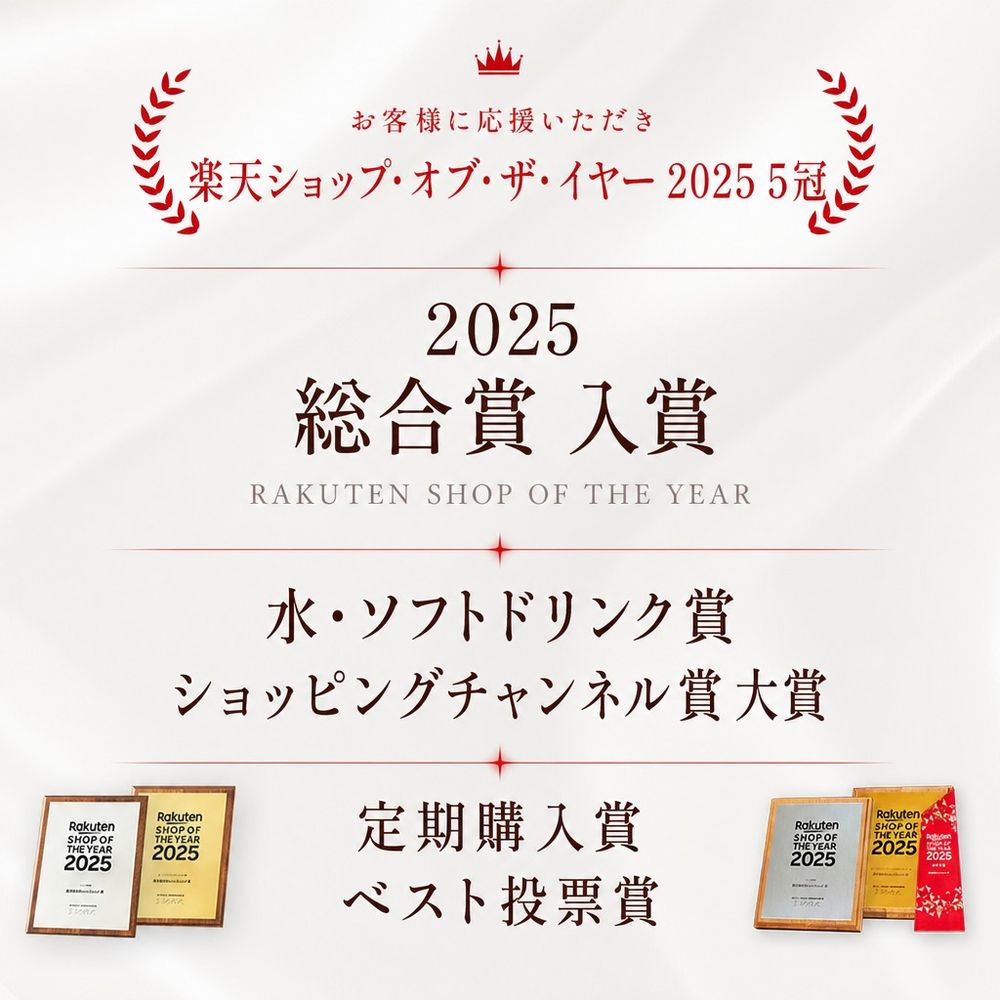 お客様に応援いただき
楽天ショップ・オブ・ザ・イヤー 2025 5冠
2025
総合賞 入賞
RAKUTEN SHOP OF THE YEAR
水・ソフトドリンク賞
ショッピングチャンネル賞 大賞
定期購入賞
ベスト投票賞
Rakuten
SHOP OF
THE YEAR
2025
Rakuten
SHOP OF
THE YEAR
2025
Rakuten
SHOP OF
THE YEAR
2025
Rakuten
SHOP OF
THE YEAR
2025
Rakuten
SHOP OF
THE YEAR
2025